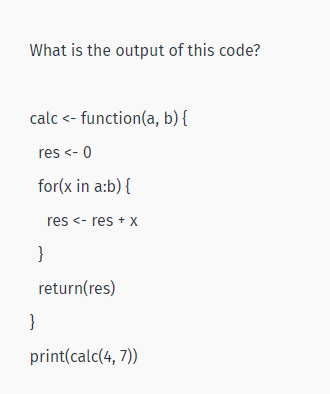 What is the output of this code?
calc <- function(a, b) {
res <- 0
for(x in a:b) {
res <- res + x
}
return(res)
}
print(calc(4, 7))